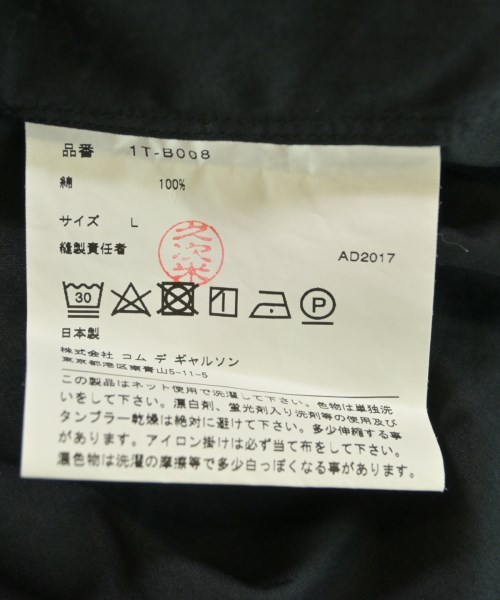 品番 1T-B008
綿 100%
サイズ L
縫製責任者
AD2017
30
P
日本製
株式会社 コム デ ギャルソン
東京都港区南青山5-11-5
この製品はネット使用で洗濯して下さい。色物は単独洗
いをして下さい。漂白剤、蛍光剤入り洗剤等の使用及び
タンブラー乾燥は絶対に避けて下さい。多少伸縮する事
があります。アイロン掛けは必ず当て布をして下さい。
濃色物は洗濯の摩擦等で多少白っぽくなる事があります。